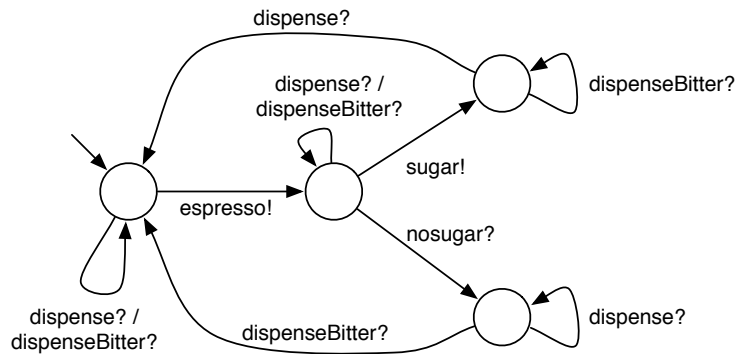 dispense?
dispense? /
dispenseBitter?
dispenseBitter?
sugar!
espresso!
nosugar?
dispense? /
dispenseBitter?
dispenseBitter?
dispense?